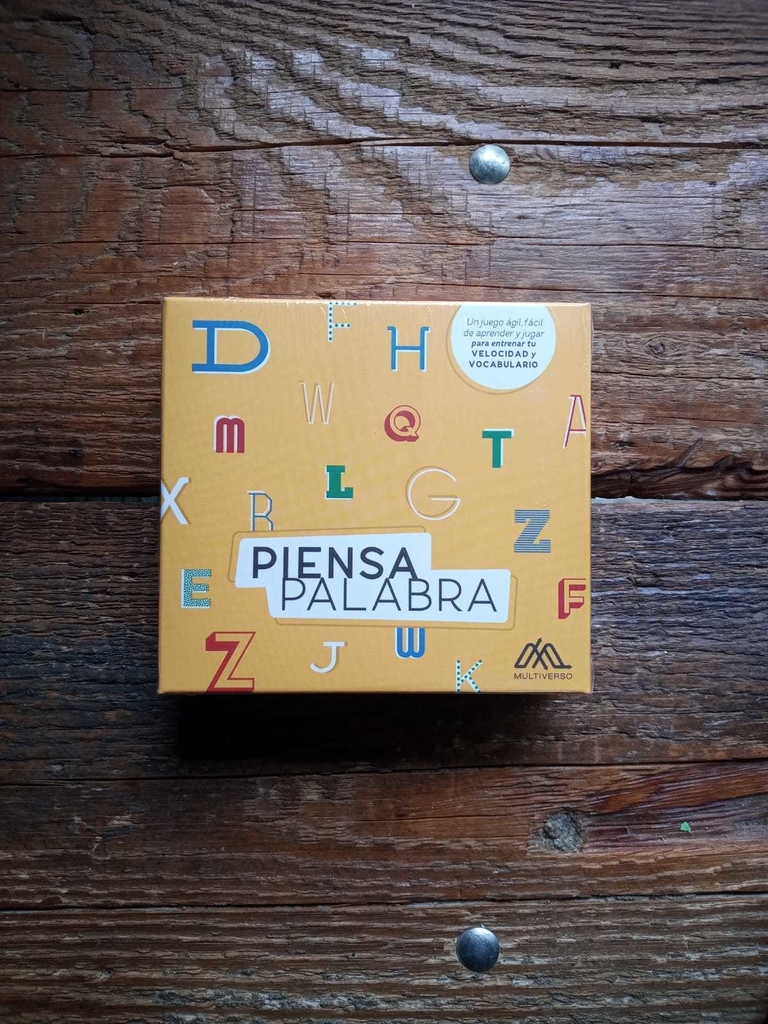 F
D
H
Un juego ágil, fácil
de aprender y jugar
para entrenar tu
VELOCIDAD y
VOCABULARIO
W
m
Q
T
A
X
R
L
G
Z
E
PIENSA
PALABRA
F
Z
J
W
K
MULTIVERSO